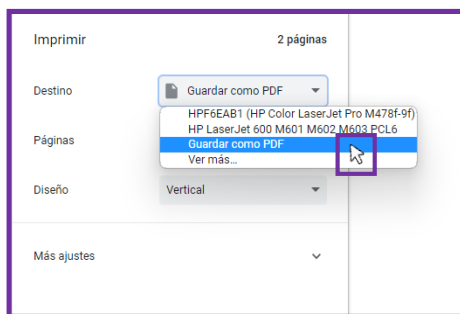 Imprimir 2 páginas
Destino Guardar como PDF
HPF6EAB1 (HP Color LaserJet Pro M478f-9f)
HP LaserJet 600 M601 M602 M603 PCL6
Páginas Guardar como PDF
Ver más...
Diseño Vertical
Más ajustes